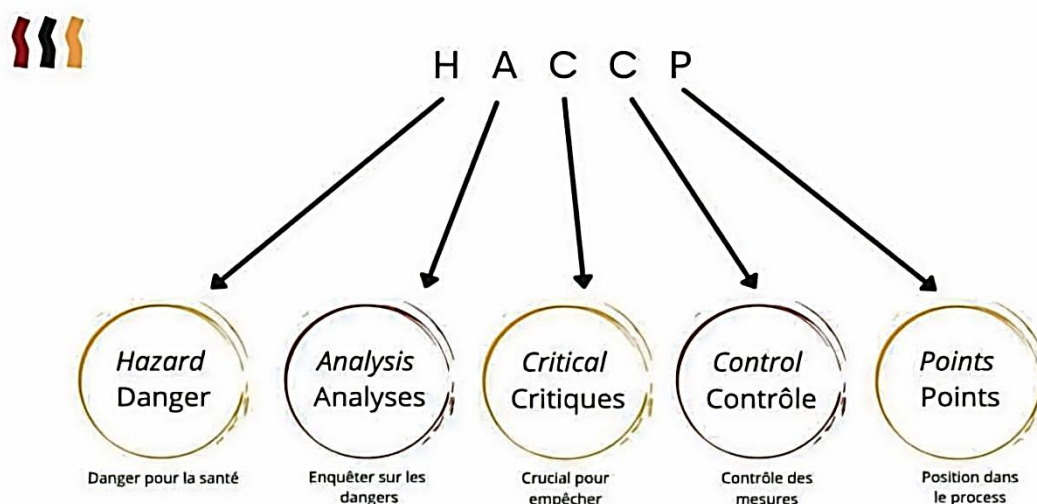 H A C C P
Hazard
Danger
Analysis
Analyses
Critical
Critiques
Control
Contrôle
Points
Points
Danger pour la santé
Enquêter sur les
dangers
Crucial pour
empêcher
Contrôle des
mesures
Position dans
le process